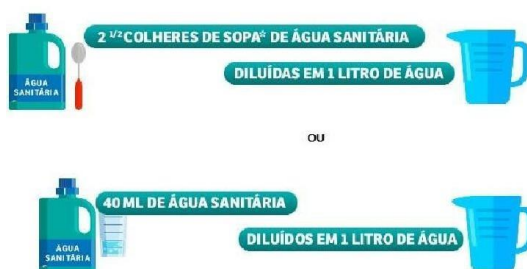 2 1/2 COLHERES DE SOPA* DE ÁGUA SANITÁRIA
DILUÍDAS EM 1 LITRO DE ÁGUA
ÁGUA
SANITÁRIA
OU
40 ML DE ÁGUA SANITÁRIA
DILUÍDOS EM 1 LITRO DE ÁGUA
ÁGUA
SANITÁRIA